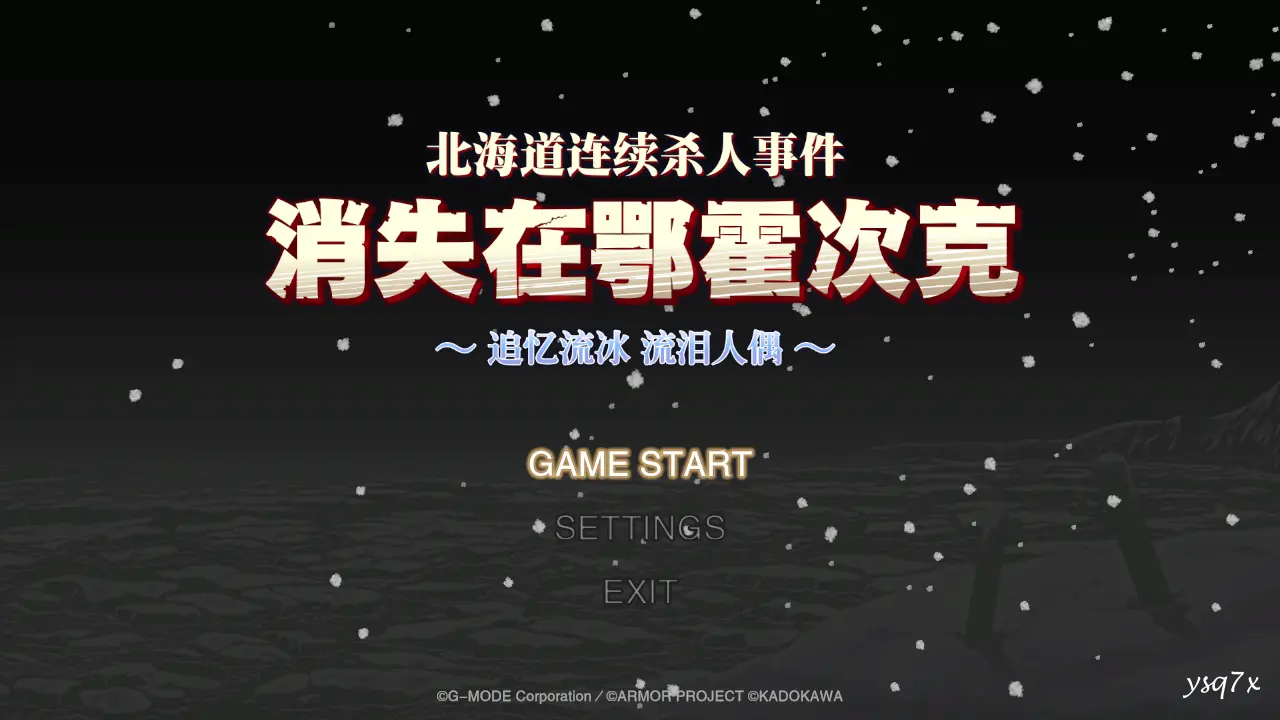 北海道连续杀人事件
消失在鄂霍次克
～ 追忆流冰 流泪人偶 ～
GAME START
SETTINGS
EXIT
©G-MODE Corporation / ©ARMOR PROJECT ©KADOKAWA
ysq7x